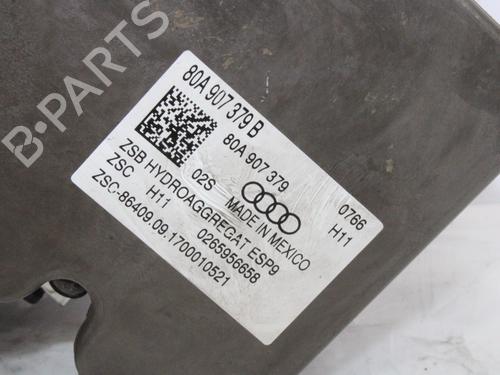 80A 907 379 B
80A 907 379
0766
H11
02S
MADE IN MEXICO
ZSB HYDROAGGREGAT ESP9
ZSC H11 0265956658
ZSC-86409.09.1700010521
B-PARTS